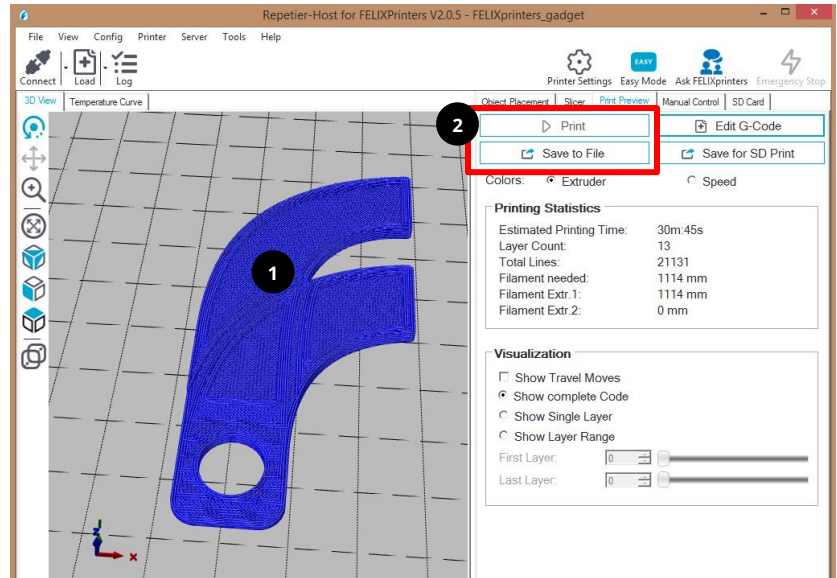 Repetier-Host for FELIXPrinters V2.0.5 - FELIXprinters_gadget
File View Config Printer Server Tools Help
Connect Load Log
Printer Settings Easy Mode Ask FELIXprinters Emergency Stop
EASY
3D View Temperature Curve
Object Placement Slicer Print Preview Manual Control SD Card
2
Print Edit G-Code
Save to File Save for SD Print
Colors: Extruder Speed
Printing Statistics
Estimated Printing Time: 30m:45s
Layer Count: 13
Total Lines: 21131
Filament needed: 1114 mm
Filament Extr.1: 1114 mm
Filament Extr.2: 0 mm
1
Visualization
Show Travel Moves
Show complete Code
Show Single Layer
Show Layer Range
First Layer: 0
Last Layer: 0
z
x